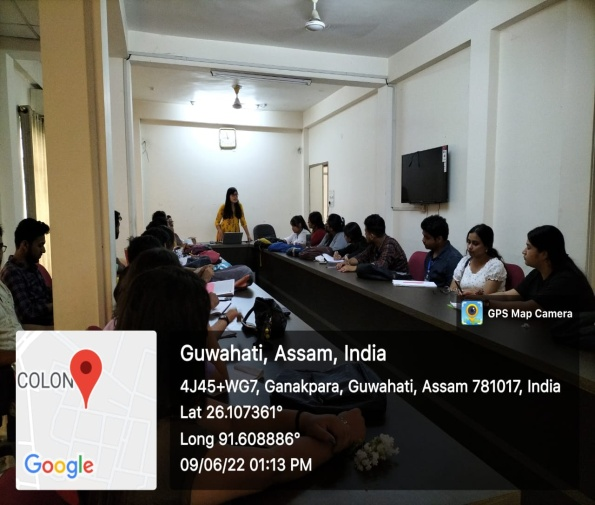 GPS Map Camera
COLON
Google
Guwahati, Assam, India
4J45+WG7, Ganakpara, Guwahati, Assam 781017, India
Lat 26.107361°
Long 91.608886°
09/06/22 01:13 PM